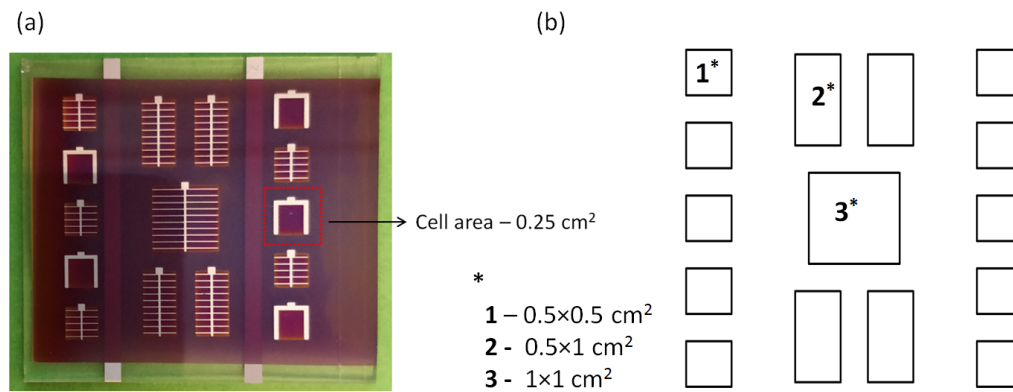 (a)
(b)
1*
2*
3*
Cell area – 0.25 cm²
*
1 – 0.5×0.5 cm²
2 - 0.5×1 cm²
3 - 1×1 cm²